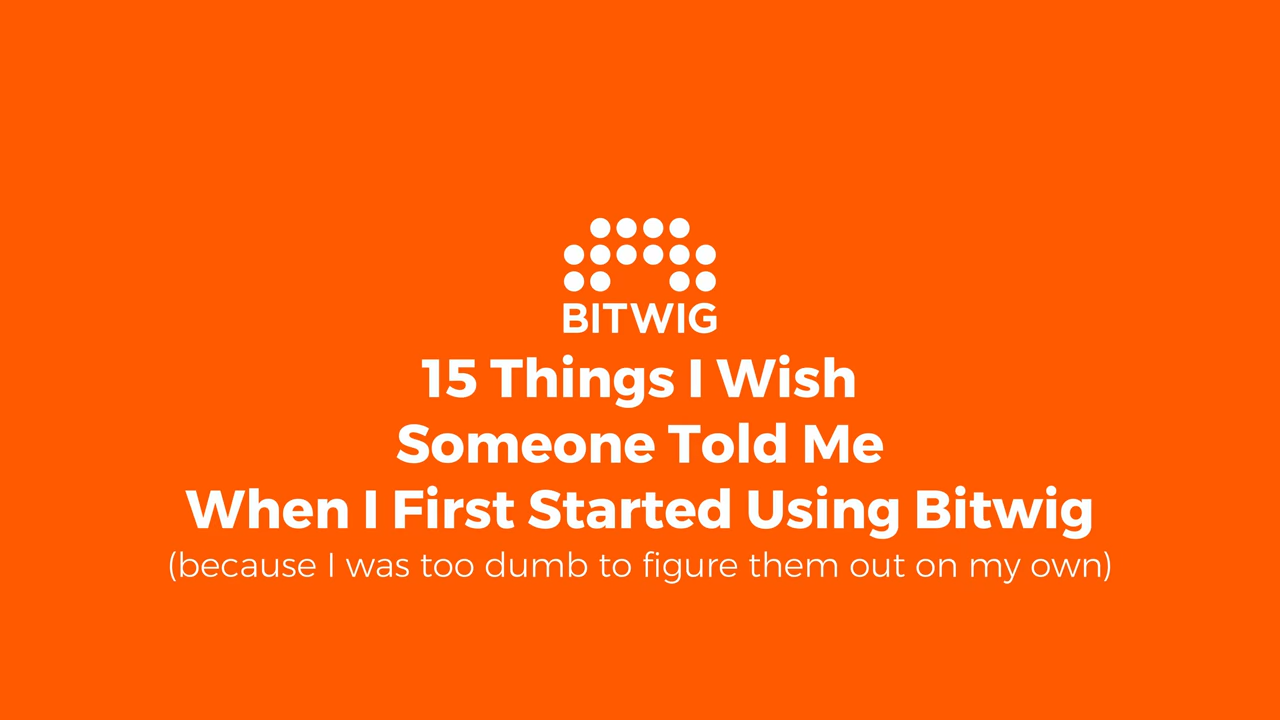 BITWIG
15 Things I Wish
Someone Told Me
When I First Started Using Bitwig
(because I was too dumb to figure them out on my own)